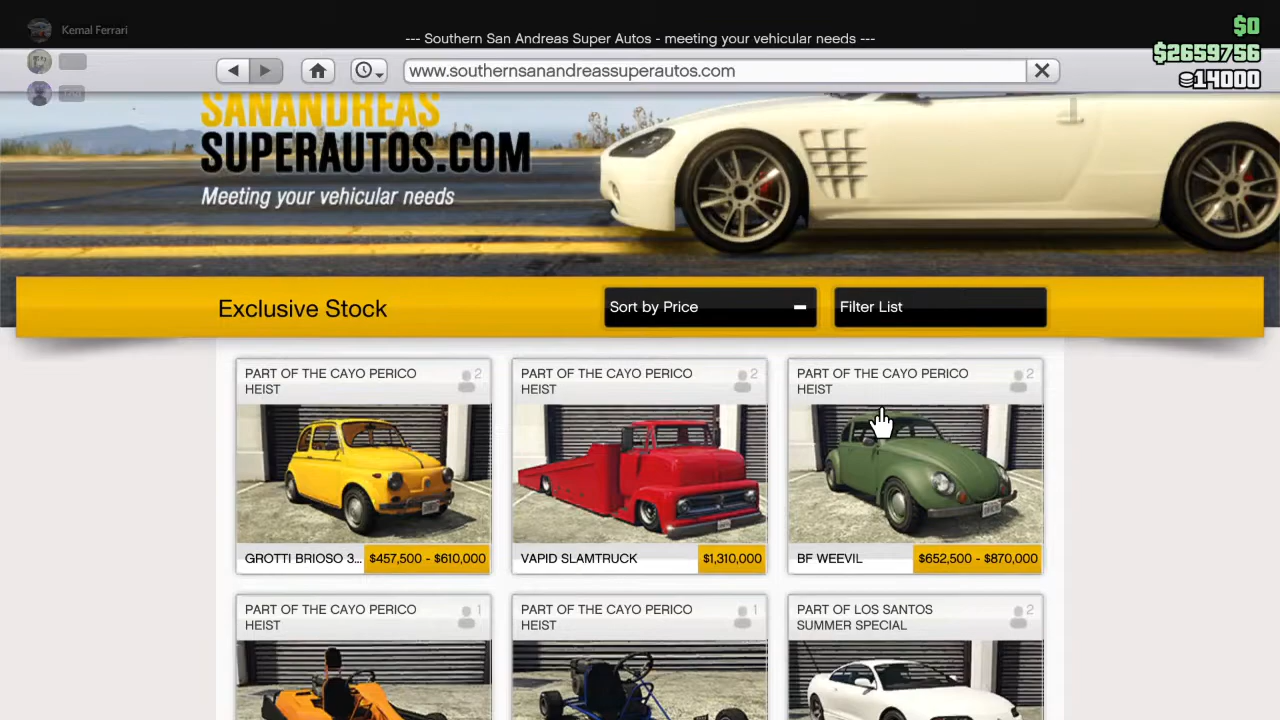 Kemal Ferrari
--- Southern San Andreas Super Autos - meeting your vehicular needs ---
$0
$2659756
14000
www.southernsanandreassuperautos.com
SANANDREAS
SUPERAUTOS.COM
Meeting your vehicular needs
Exclusive Stock
Sort by Price
Filter List
PART OF THE CAYO PERICO
HEIST
2
GROTTI BRIOSO 3...
$457,500 - $610,000
PART OF THE CAYO PERICO
HEIST
2
VAPID SLAMTRUCK
$1,310,000
PART OF THE CAYO PERICO
HEIST
2
BF WEEVIL
$652,500 - $870,000
PART OF THE CAYO PERICO
HEIST
1
PART OF THE CAYO PERICO
HEIST
1
PART OF LOS SANTOS
SUMMER SPECIAL
2